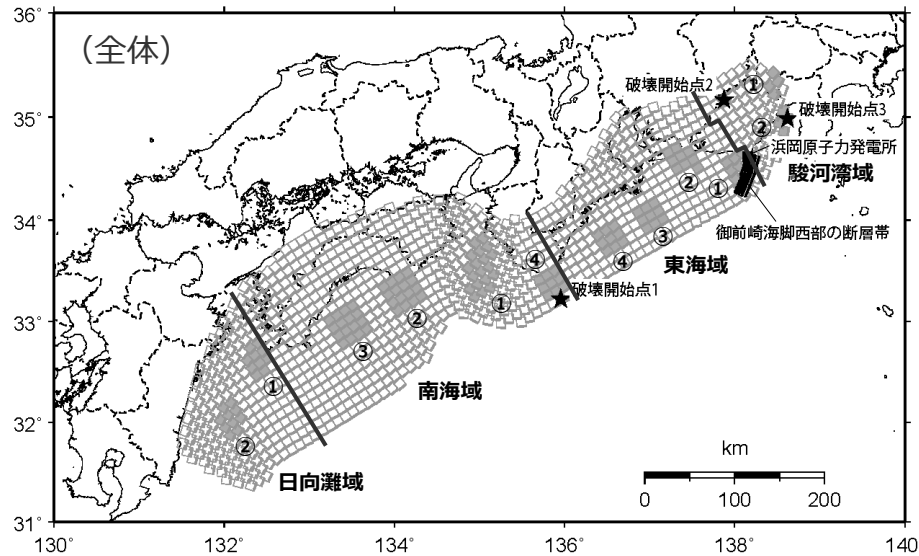 36°
（全体）
破壊開始点2
①
35°
破壊開始点3
②
浜岡原子力発電所
②
①
駿河湾域
34°
御前崎海脚西部の断層帯
③
④
④
東海域
破壊開始点1
①
33°
②
③
①
南海域
32°
②
日向灘域
km
0 100 200
31°
130 132 134 136 138 140